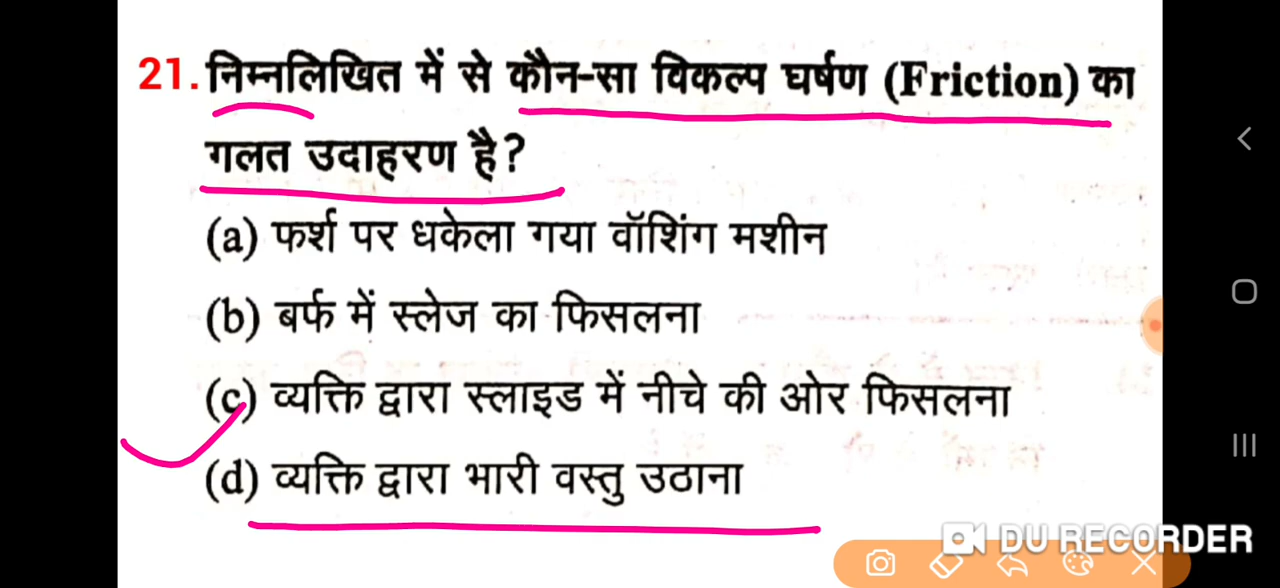 21. निम्नलिखित में से कौन-सा विकल्प घर्षण (Friction) का
गलत उदाहरण है?
(a) फर्श पर धकेला गया वॉशिंग मशीन
(b) बर्फ में स्लेज का फिसलना
(c) व्यक्ति द्वारा स्लाइड में नीचे की ओर फिसलना
(d) व्यक्ति द्वारा भारी वस्तु उठाना
DU RECORDER